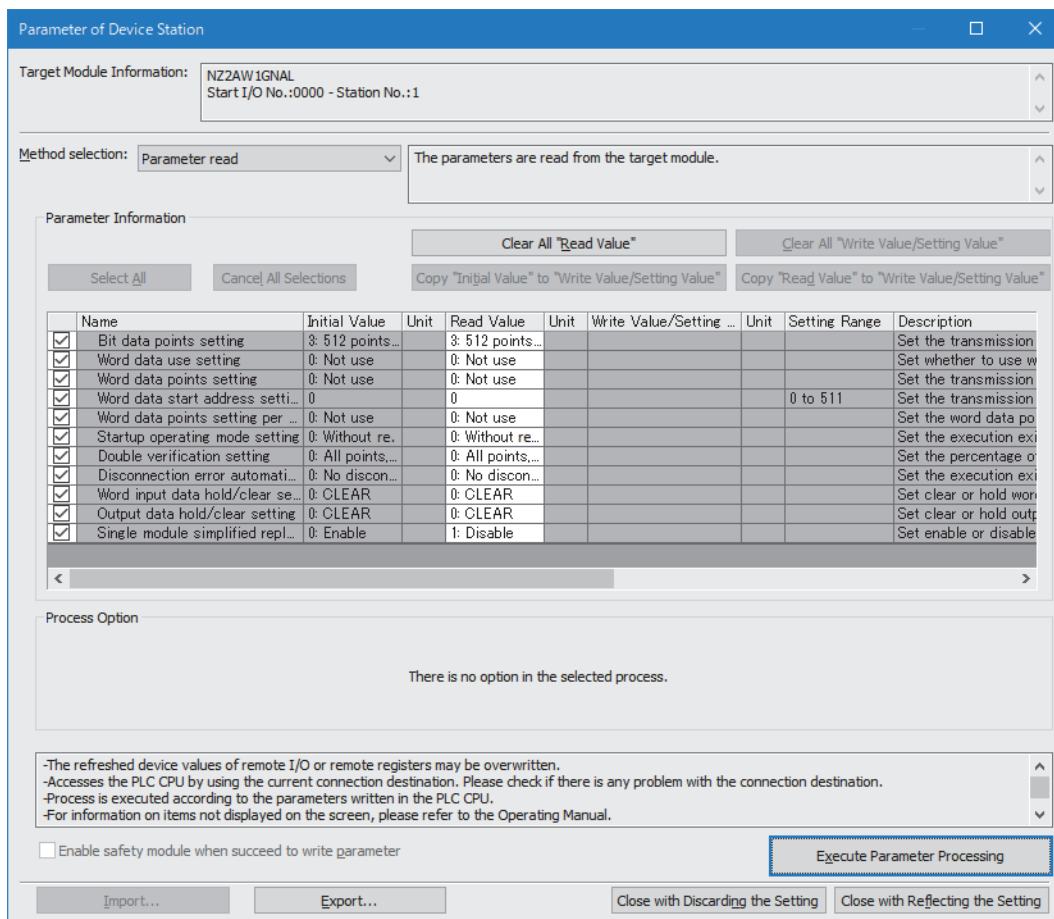 Parameter of Device Station
Target Module Information:
NZ2AW1GNAL
Start I/O No.:0000 - Station No.:1
Method selection:
Parameter read
The parameters are read from the target module.
Parameter Information
Clear All "Read Value"
Clear All "Write Value/Setting Value"
Select All
Cancel All Selections
Copy "Initial Value" to "Write Value/Setting Value"
Copy "Read Value" to "Write Value/Setting Value"
Name Initial Value Unit Read Value Unit Write Value/Setting ... Unit Setting Range Description
Bit data points setting 3: 512 points... 3: 512 points... Set the transmission
Word data use setting 0: Not use 0: Not use Set whether to use w
Word data points setting 0: Not use 0: Not use Set the transmission
Word data start address setti... 0 0 0 to 511 Set the transmission
Word data points setting per ... 0: Not use 0: Not use Set the word data po
Startup operating mode setting 0: Without re. 0: Without re... Set the execution exi
Double verification setting 0: All points,... 0: All points,... Set the percentage o
Disconnection error automati... 0: No discon... 0: No discon... Set the execution exi
Word input data hold/clear se... 0: CLEAR 0: CLEAR Set clear or hold word
Output data hold/clear setting 0: CLEAR 0: CLEAR Set clear or hold outp
Single module simplified repl... 0: Enable 1: Disable Set enable or disable
Process Option
There is no option in the selected process.
-The refreshed device values of remote I/O or remote registers may be overwritten.
-Accesses the PLC CPU by using the current connection destination. Please check if there is any problem with the connection destination.
-Process is executed according to the parameters written in the PLC CPU.
-For information on items not displayed on the screen, please refer to the Operating Manual.
Enable safety module when succeed to write parameter
Execute Parameter Processing
Import...
Export...
Close with Discarding the Setting
Close with Reflecting the Setting